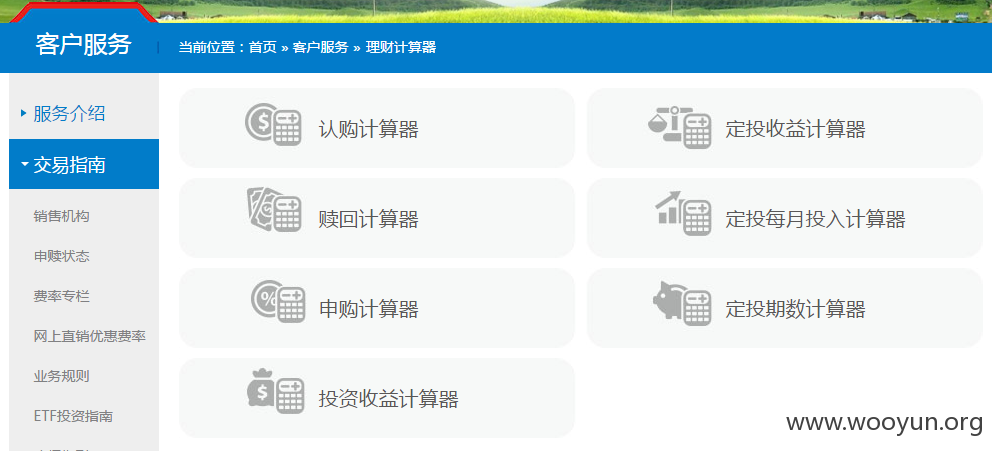 客户服务
当前位置：首页 » 客户服务 » 理财计算器
服务介绍
交易指南
销售机构
申赎状态
费率专栏
网上直销优惠费率
业务规则
ETF投资指南
认购计算器
定投收益计算器
赎回计算器
定投每月投入计算器
申购计算器
定投期数计算器
投资收益计算器
www.wooyun.org